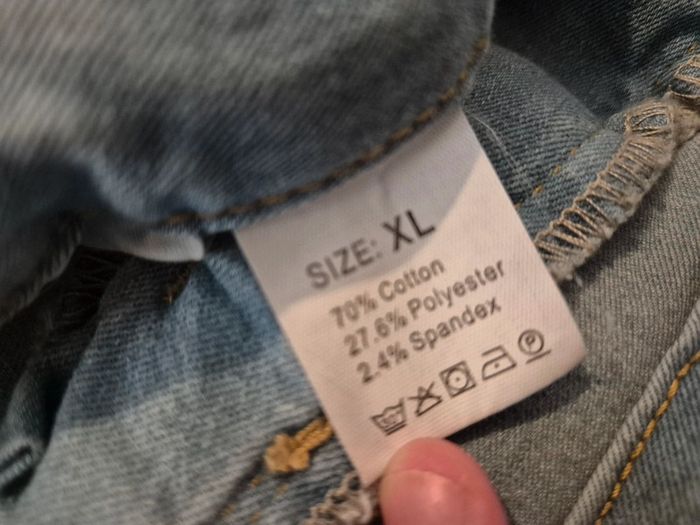 SIZE: XL
70% Cotton
27.6% Polyester
2.4% Spandex